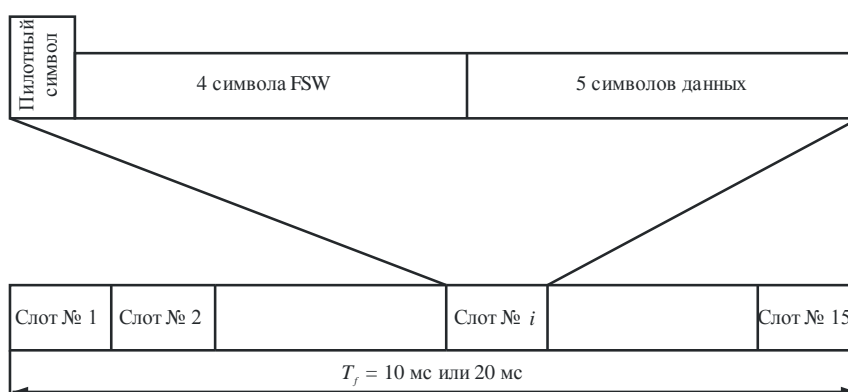 Пилотный
символ
4 символа FSW
5 символов данных
Слот № 1
Слот № 2
Слот № i
Слот № 15
T_f = 10 мс или 20 мс